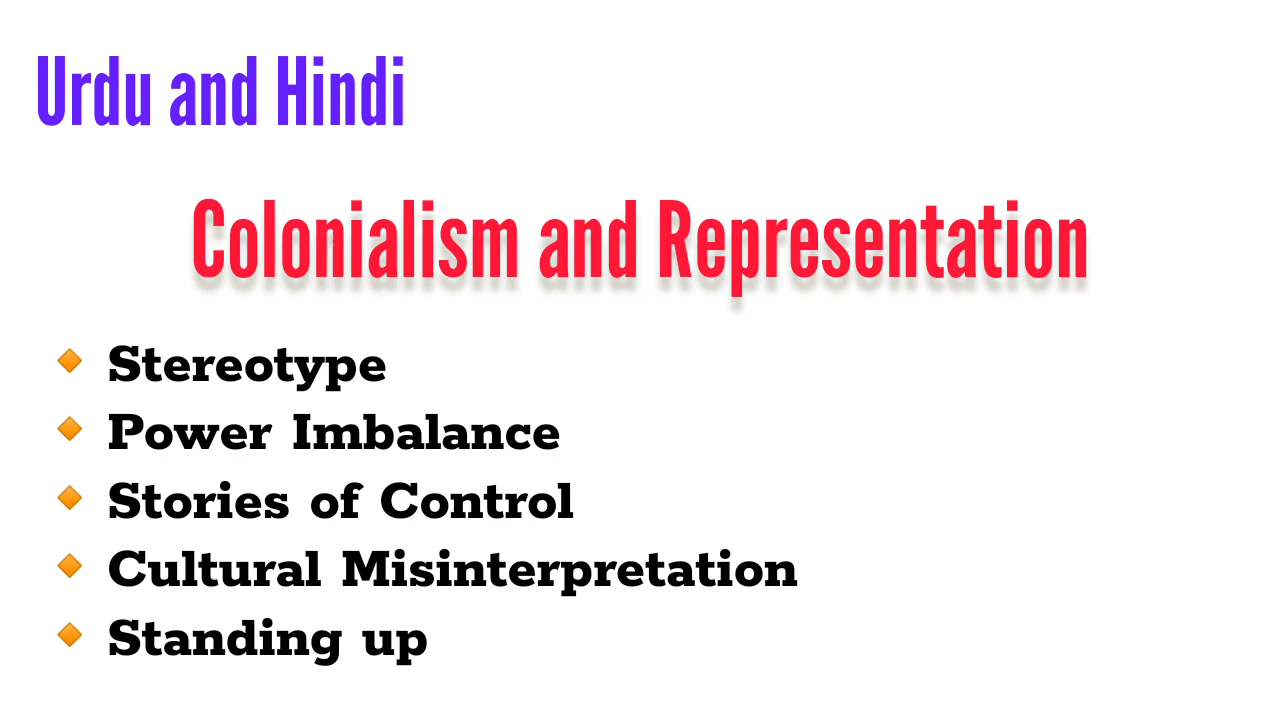 Urdu and Hindi
Colonialism and Representation
🔸 Stereotype
🔸 Power Imbalance
🔸 Stories of Control
🔸 Cultural Misinterpretation
🔸 Standing up